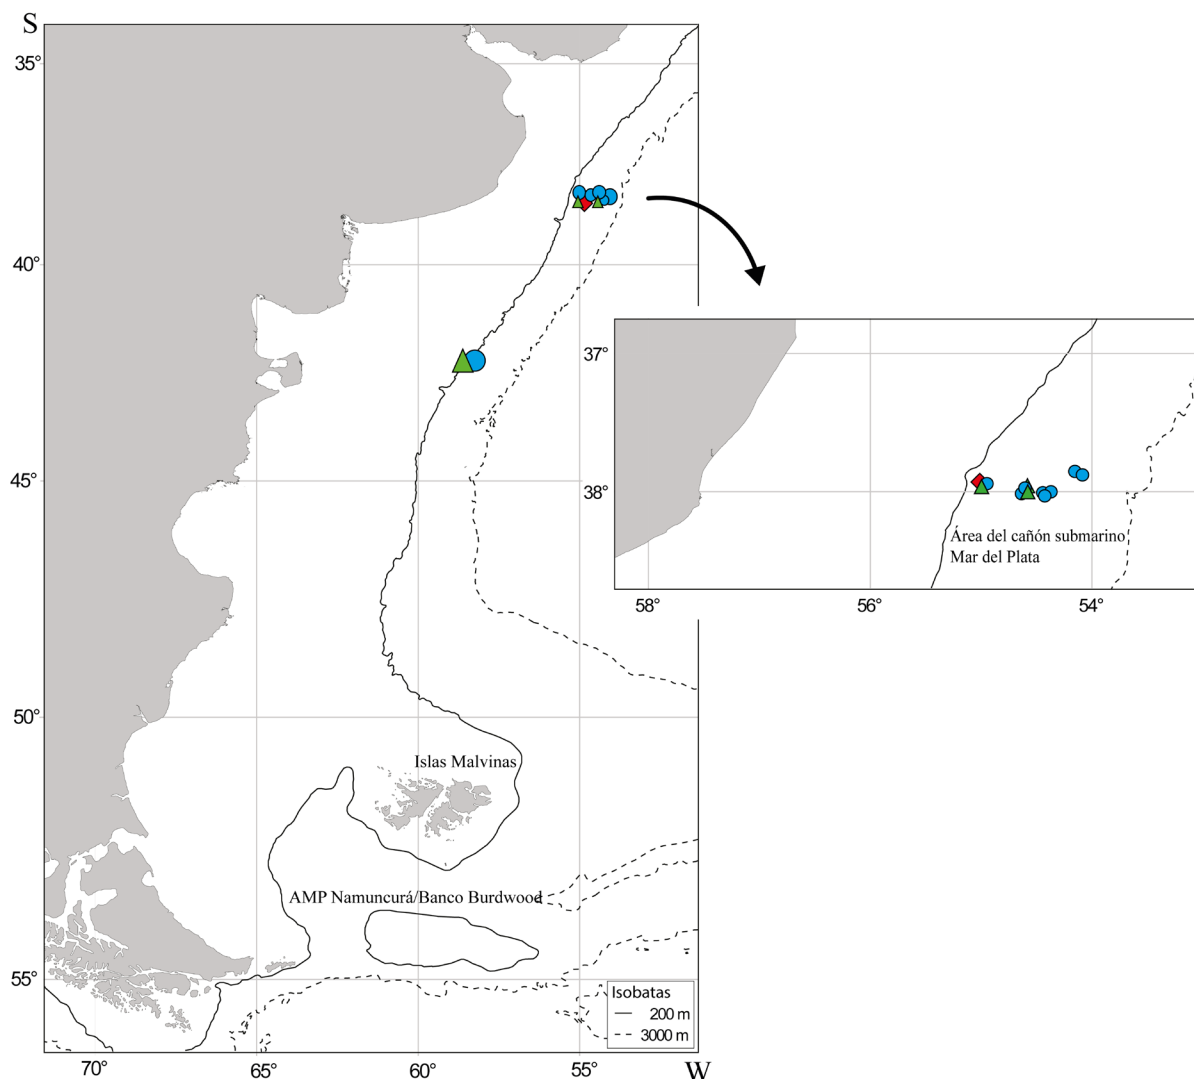 S
35°
40°
45°
50°
55°
70°
65°
60°
55°
W
Islas Malvinas
AMP Namuncurá/Banco Burdwood
Isobatas
200 m
3000 m
37°
38°
Área del cañón submarino
Mar del Plata
58°
56°
54°